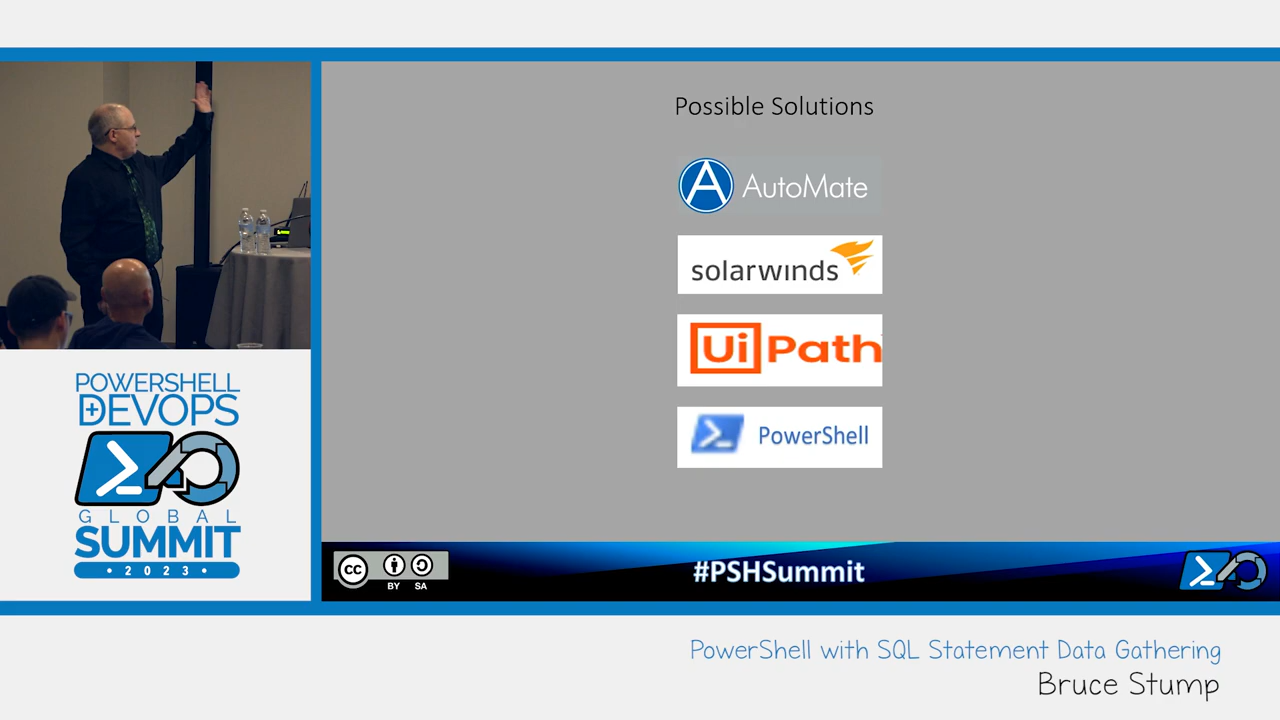 Possible Solutions
A AutoMate
solarwinds
UiPath
PowerShell
POWERSHELL
+DEVOPS
GLOBAL
SUMMIT
• 2023 •
cc
BY SA
#PSHSummit
PowerShell with SQL Statement Data Gathering
Bruce Stump